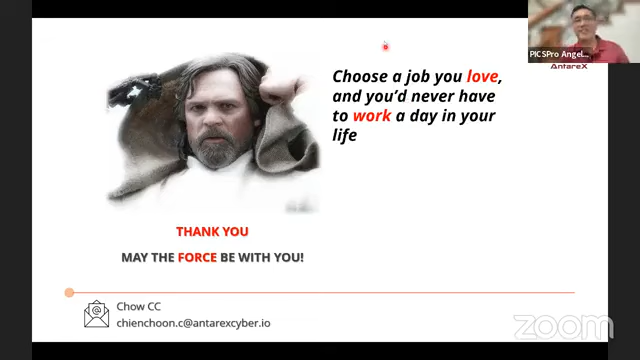 PICSPro Angel...
AntareX
Choose a job you love,
and you'd never have
to work a day in your
life
THANK YOU
MAY THE FORCE BE WITH YOU!
Chow CC
chienchoon.c@antarexcyber.io
zoom